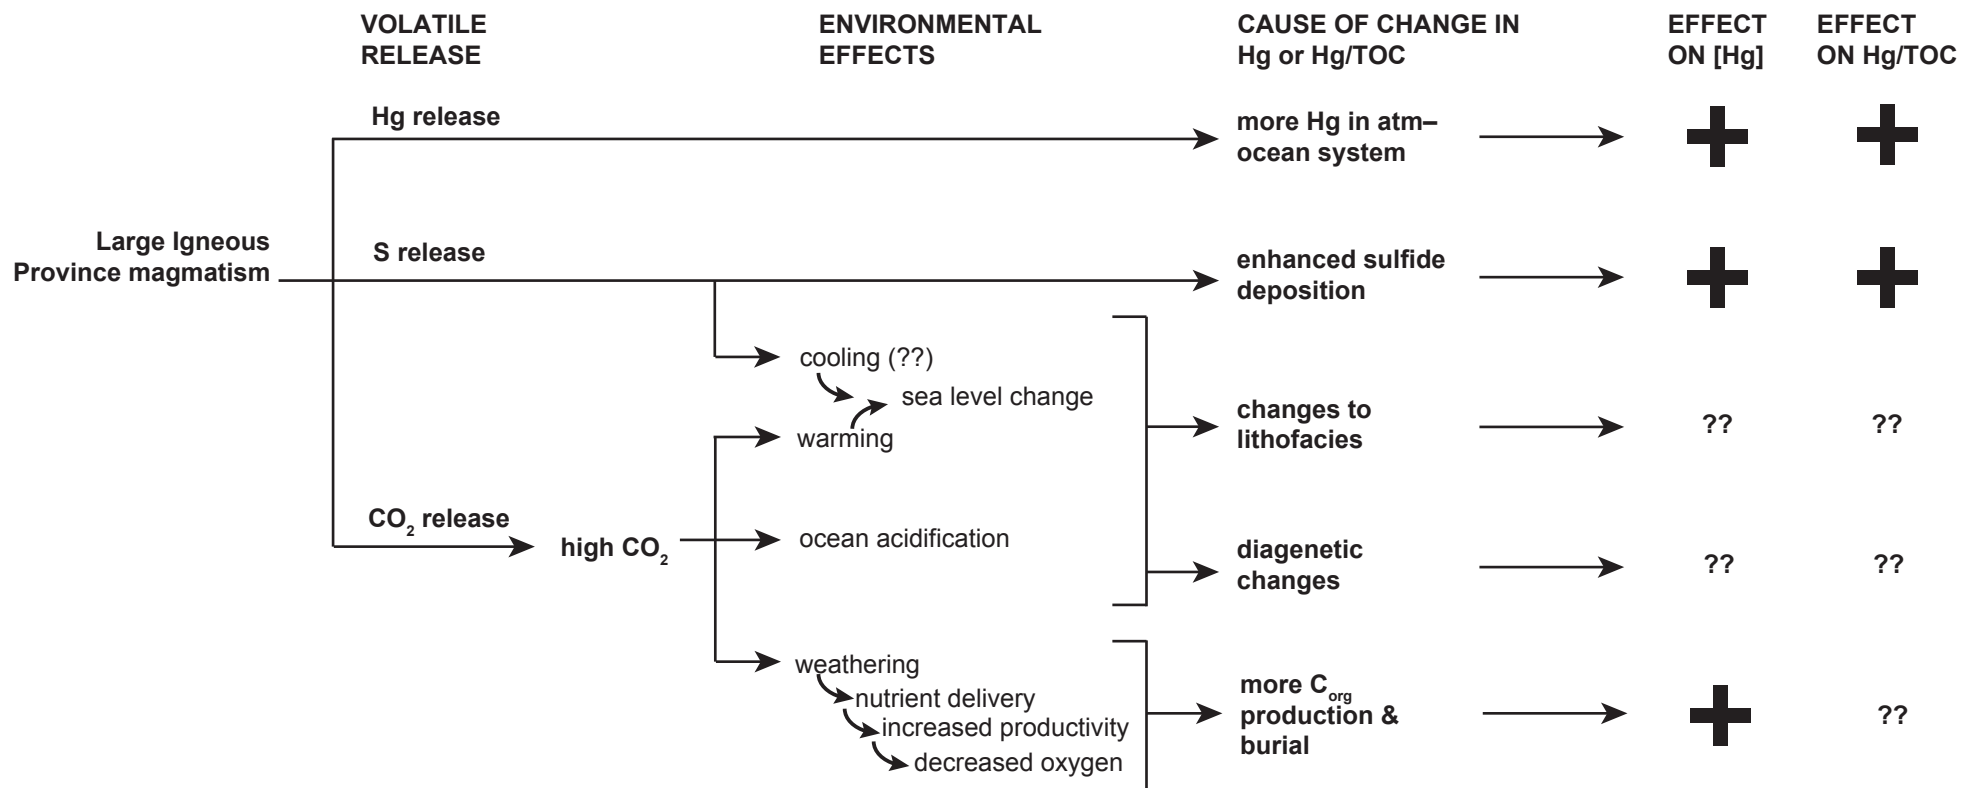 VOLATILE
RELEASE
ENVIRONMENTAL
EFFECTS
CAUSE OF CHANGE IN
Hg or Hg/TOC
EFFECT
ON [Hg]
EFFECT
ON Hg/TOC
Hg release
more Hg in atm–
ocean system
Large Igneous
Province magmatism
S release
enhanced sulfide
deposition
cooling (??)
sea level change
warming
changes to
lithofacies
??
??
CO2 release
high CO2
ocean acidification
diagenetic
changes
??
??
weathering
nutrient delivery
increased productivity
decreased oxygen
more Corg
production &
burial
??